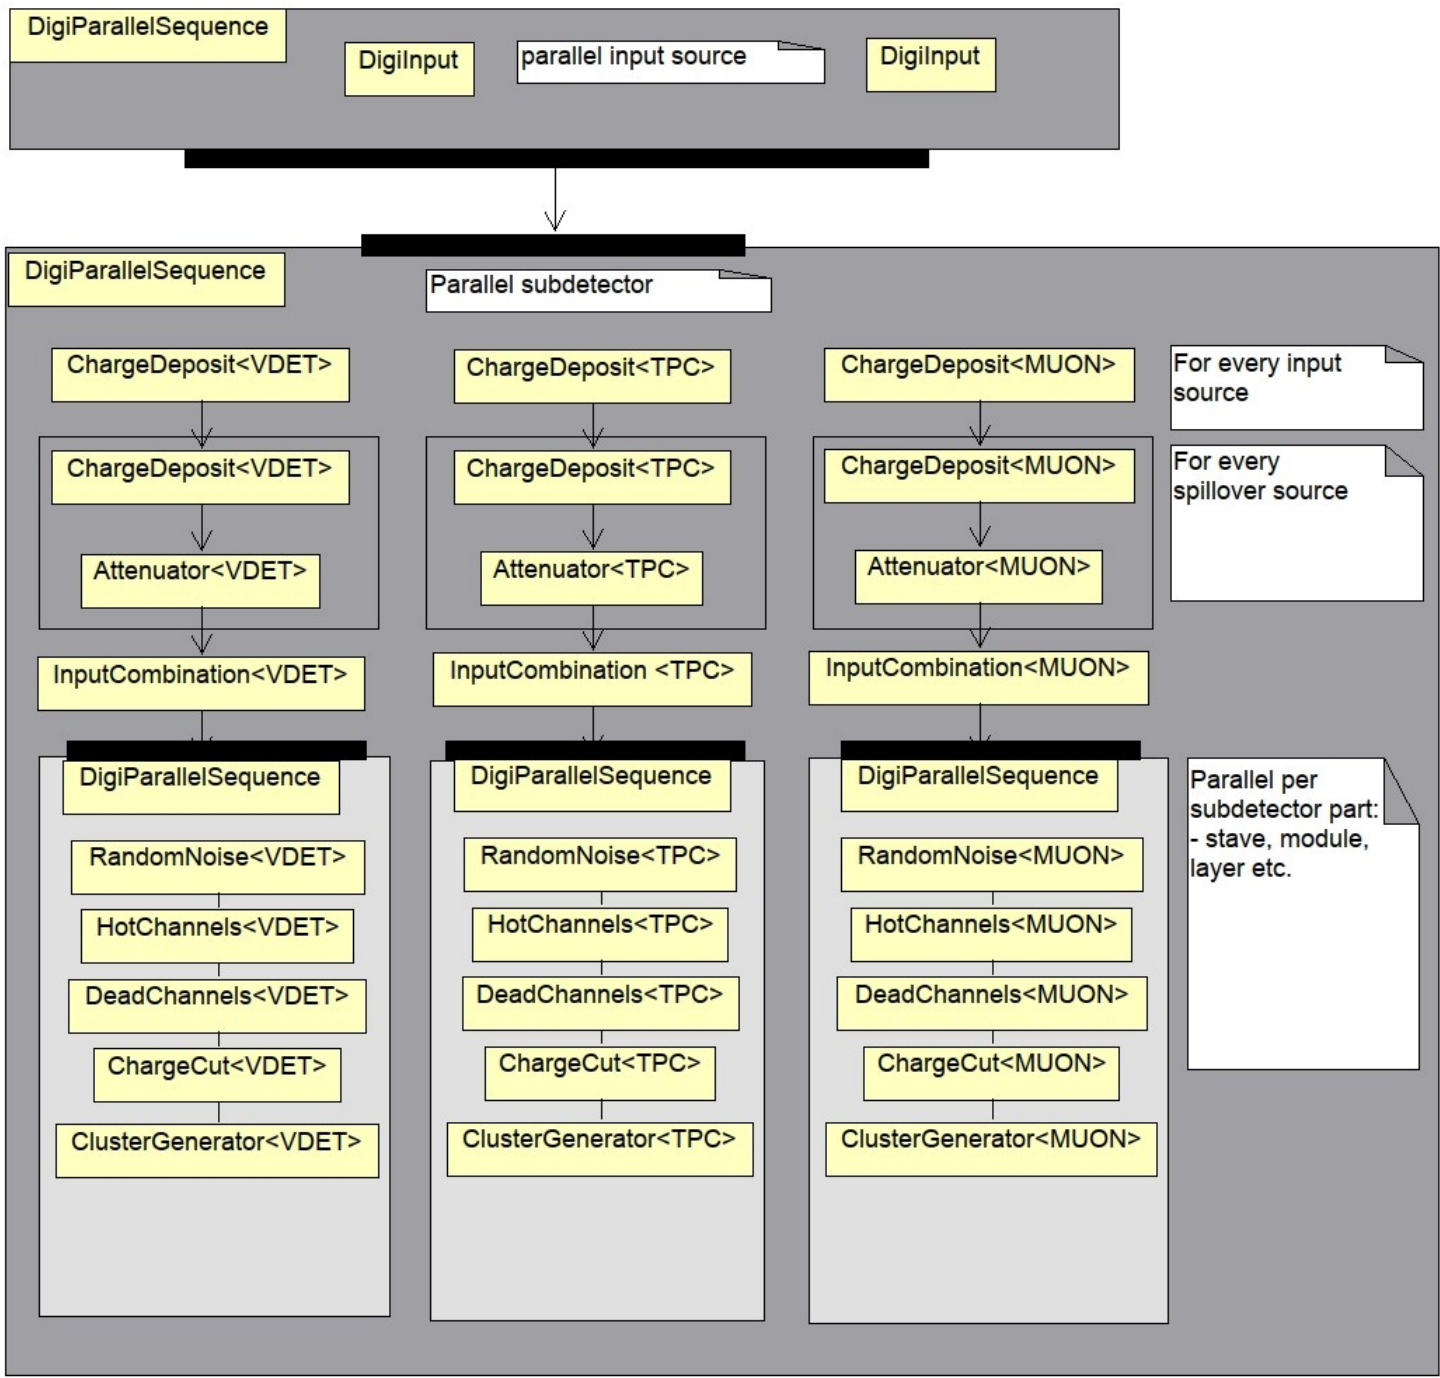 DigiParallelSequence
DigiInput
parallel input source
DigiInput
DigiParallelSequence
Parallel subdetector
ChargeDeposit<VDET>
ChargeDeposit<TPC>
ChargeDeposit<MUON>
For every input
source
ChargeDeposit<VDET>
ChargeDeposit<TPC>
ChargeDeposit<MUON>
For every
spillover source
Attenuator<VDET>
Attenuator<TPC>
Attenuator<MUON>
InputCombination<VDET>
InputCombination <TPC>
InputCombination<MUON>
DigiParallelSequence
DigiParallelSequence
DigiParallelSequence
Parallel per
subdetector part:
- stave, module,
layer etc.
RandomNoise<VDET>
RandomNoise<TPC>
RandomNoise<MUON>
HotChannels<VDET>
HotChannels<TPC>
HotChannels<MUON>
DeadChannels<VDET>
DeadChannels<TPC>
DeadChannels<MUON>
ChargeCut<VDET>
ChargeCut<TPC>
ChargeCut<MUON>
ClusterGenerator<VDET>
ClusterGenerator<TPC>
ClusterGenerator<MUON>